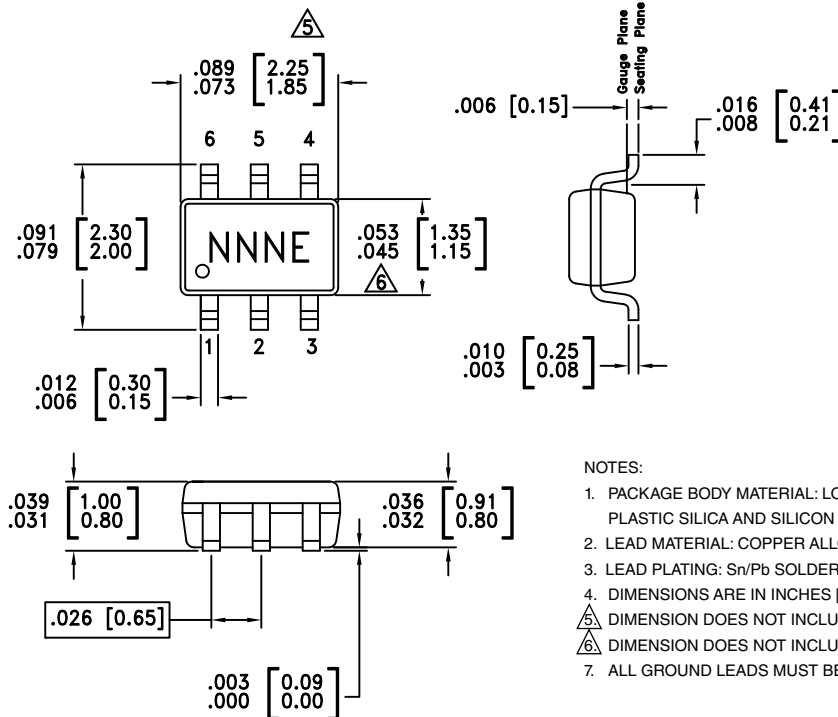 5
.089 [2.25]
.073 [1.85]
6 5 4
.091 [2.30]
.079 [2.00]
NNNE
.053 [1.35]
.045 [1.15]
6
1 2 3
.012 [0.30]
.006 [0.15]
Gauge Plane
Seating Plane
.006 [0.15]
.016 [0.41]
.008 [0.21]
.010 [0.25]
.003 [0.08]
.039 [1.00]
.031 [0.80]
.036 [0.91]
.032 [0.80]
.026 [0.65]
.003 [0.09]
.000 [0.00]
NOTES:
1. PACKAGE BODY MATERIAL: LO
PLASTIC SILICA AND SILICON
2. LEAD MATERIAL: COPPER ALL
3. LEAD PLATING: Sn/Pb SOLDER
4. DIMENSIONS ARE IN INCHES [
5. DIMENSION DOES NOT INCLU
6. DIMENSION DOES NOT INCLU
7. ALL GROUND LEADS MUST BE